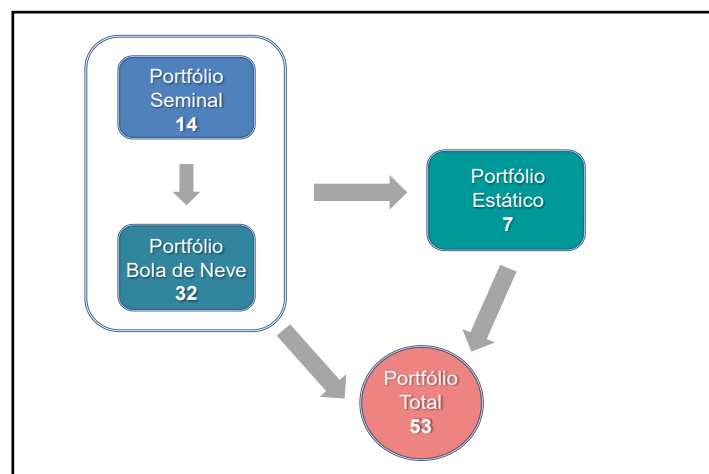 Portfólio
Seminal
14
Portfólio
Bola de Neve
32
Portfólio
Estático
7
Portfólio
Total
53